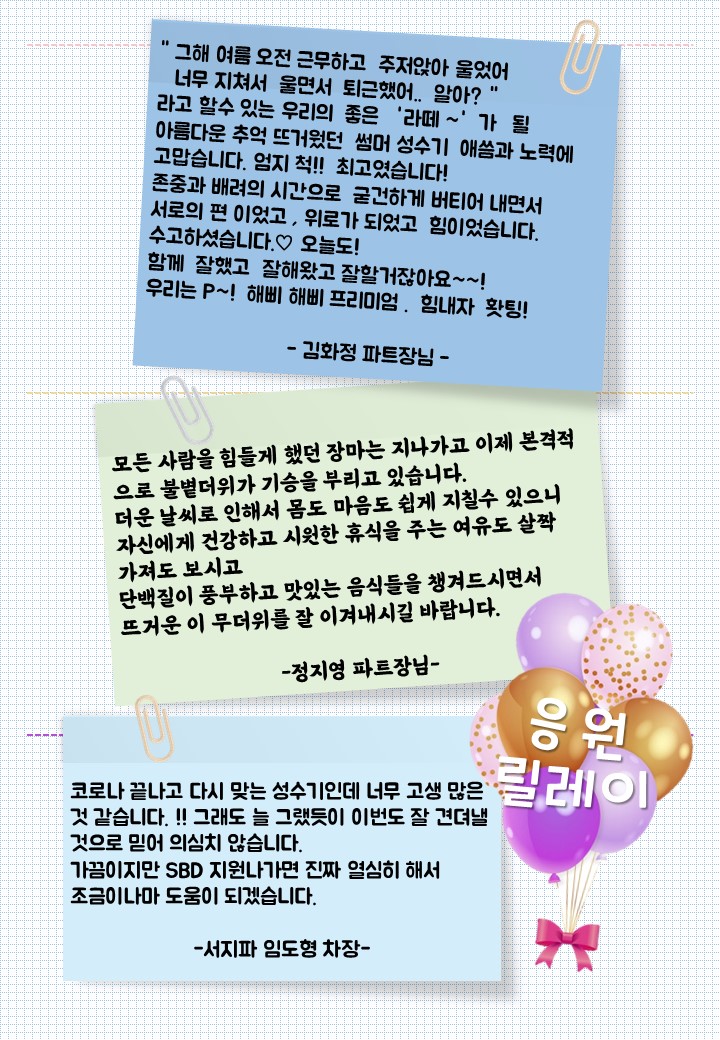 " 그해 여름 오전 근무하고 주저앉아 울었어
너무 지쳐서 울면서 퇴근했어.. 알아? "
라고 할수 있는 우리의 좋은 '라떼 ~' 가 될
아름다운 추억 뜨거웠던 썸머 성수기 애씀과 노력에
고맙습니다. 엄지 척!! 최고였습니다!
존중과 배려의 시간으로 굳건하게 버티어 내면서
서로의 편 이었고 , 위로가 되었고 힘이었습니다.
수고하셨습니다.♡ 오늘도!
함께 잘했고 잘해왔고 잘할거잖아요~~!
우리는 P~! 해삐 해삐 프리미엄 . 힘내자 홧팅!
- 김화정 파트장님 -
모든 사람을 힘들게 했던 장마는 지나가고 이제 본격적
으로 불볕더위가 기승을 부리고 있습니다.
더운 날씨로 인해서 몸도 마음도 쉽게 지칠수 있으니
자신에게 건강하고 시원한 휴식을 주는 여유도 살짝
가져도 보시고
단백질이 풍부하고 맛있는 음식들을 챙겨드시면서
뜨거운 이 무더위를 잘 이겨내시길 바랍니다.
-정지영 파트장님-
응원
릴레이
코로나 끝나고 다시 맞는 성수기인데 너무 고생 많은
것 같습니다. !! 그래도 늘 그랬듯이 이번도 잘 견뎌낼
것으로 믿어 의심치 않습니다.
가끔이지만 SBD 지원나가면 진짜 열심히 해서
조금이나마 도움이 되겠습니다.
-서지파 임도형 차장-